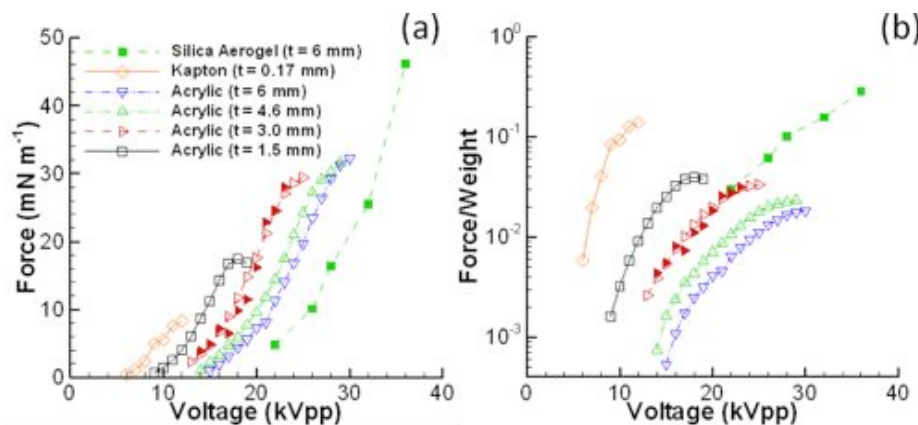 (a)
50
40
30
20
10
0
Force (mN m⁻¹)
Silica Aerogel (t = 6 mm)
Kapton (t = 0.17 mm)
Acrylic (t = 6 mm)
Acrylic (t = 4.6 mm)
Acrylic (t = 3.0 mm)
Acrylic (t = 1.5 mm)
0 10 20 30 40
Voltage (kVpp)
(b)
10⁰
10⁻¹
10⁻²
10⁻³
Force/Weight
0 10 20 30 40
Voltage (kVpp)